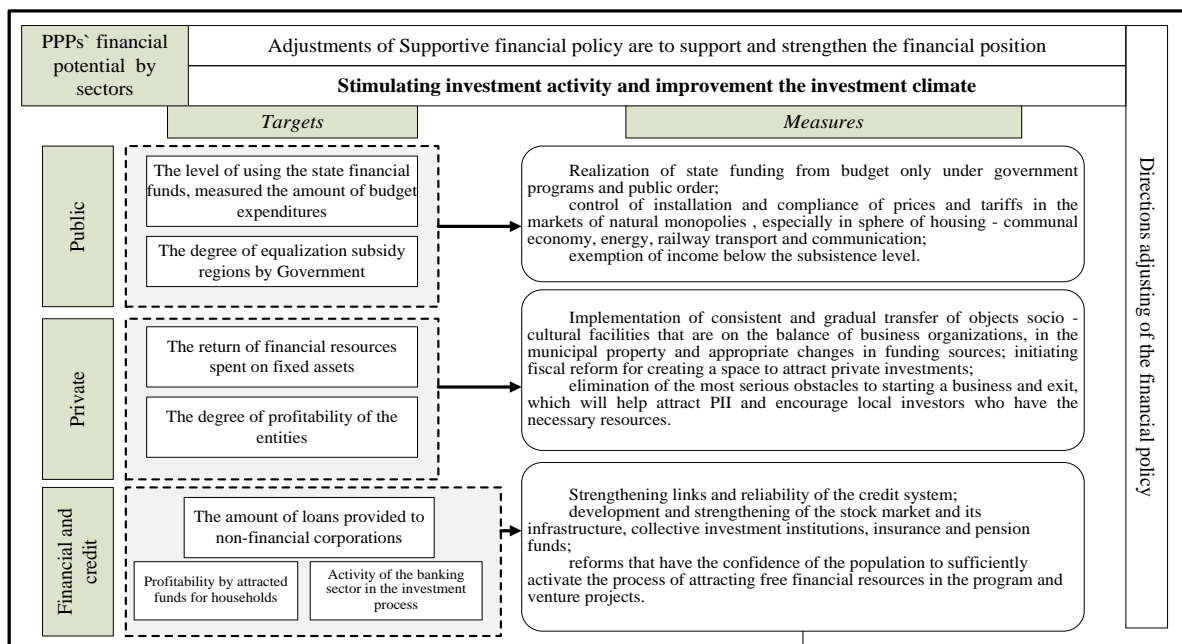 PPPs` financial
potential by
sectors
Adjustments of Supportive financial policy are to support and strengthen the financial position
Stimulating investment activity and improvement the investment climate
Targets
Measures
Public
The level of using the state financial
funds, measured the amount of budget
expenditures
The degree of equalization subsidy
regions by Government
Realization of state funding from budget only under government
programs and public order;
control of installation and compliance of prices and tariffs in the
markets of natural monopolies , especially in sphere of housing - communal
economy, energy, railway transport and communication;
exemption of income below the subsistence level.
Private
The return of financial resources
spent on fixed assets
The degree of profitability of the
entities
Implementation of consistent and gradual transfer of objects socio -
cultural facilities that are on the balance of business organizations, in the
municipal property and appropriate changes in funding sources; initiating
fiscal reform for creating a space to attract private investments;
elimination of the most serious obstacles to starting a business and exit,
which will help attract PII and encourage local investors who have the
necessary resources.
Financial and
credit
The amount of loans provided to
non-financial corporations
Profitability by attracted
funds for households
Activity of the banking
sector in the investment
process
Strengthening links and reliability of the credit system;
development and strengthening of the stock market and its
infrastructure, collective investment institutions, insurance and pension
funds;
reforms that have the confidence of the population to sufficiently
activate the process of attracting free financial resources in the program and
venture projects.
Directions adjusting of the financial policy